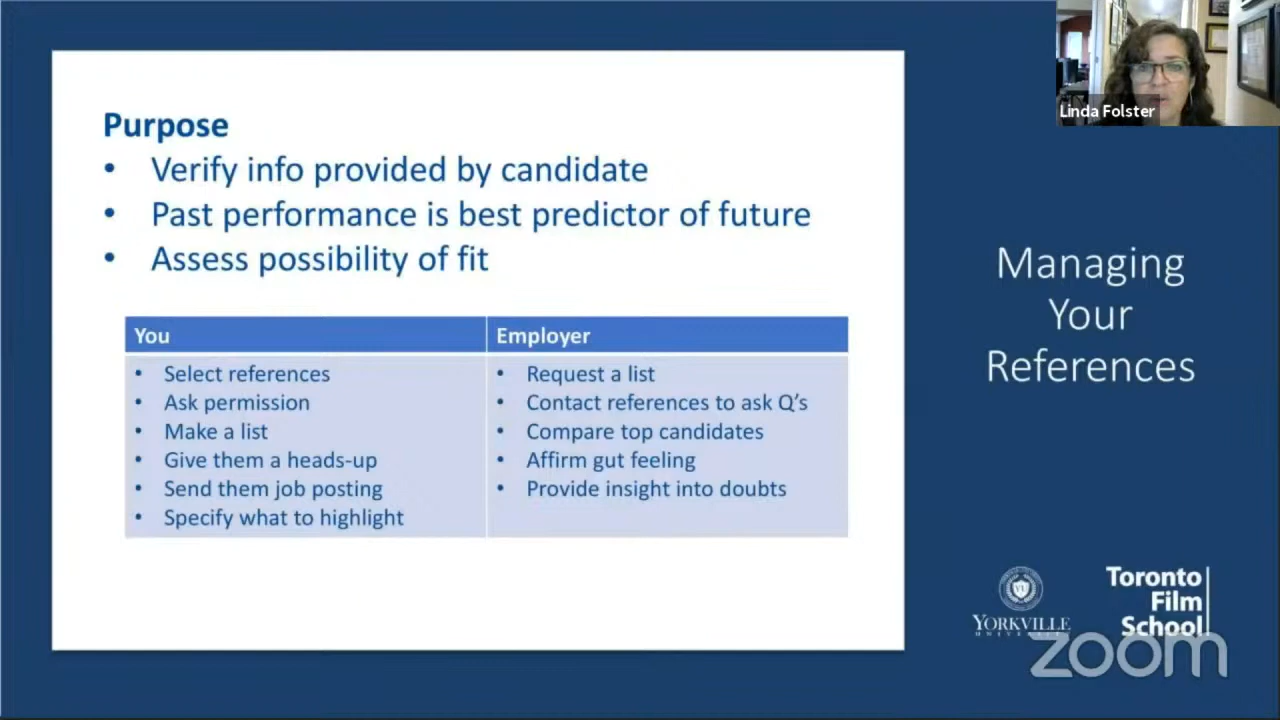 Linda Folster
Purpose
• Verify info provided by candidate
• Past performance is best predictor of future
• Assess possibility of fit
You
• Select references
• Ask permission
• Make a list
• Give them a heads-up
• Send them job posting
• Specify what to highlight
Employer
• Request a list
• Contact references to ask Q's
• Compare top candidates
• Affirm gut feeling
• Provide insight into doubts
Managing
Your
References
YORKVILLE
UNIVERSITY
Toronto
Film
School
zoom